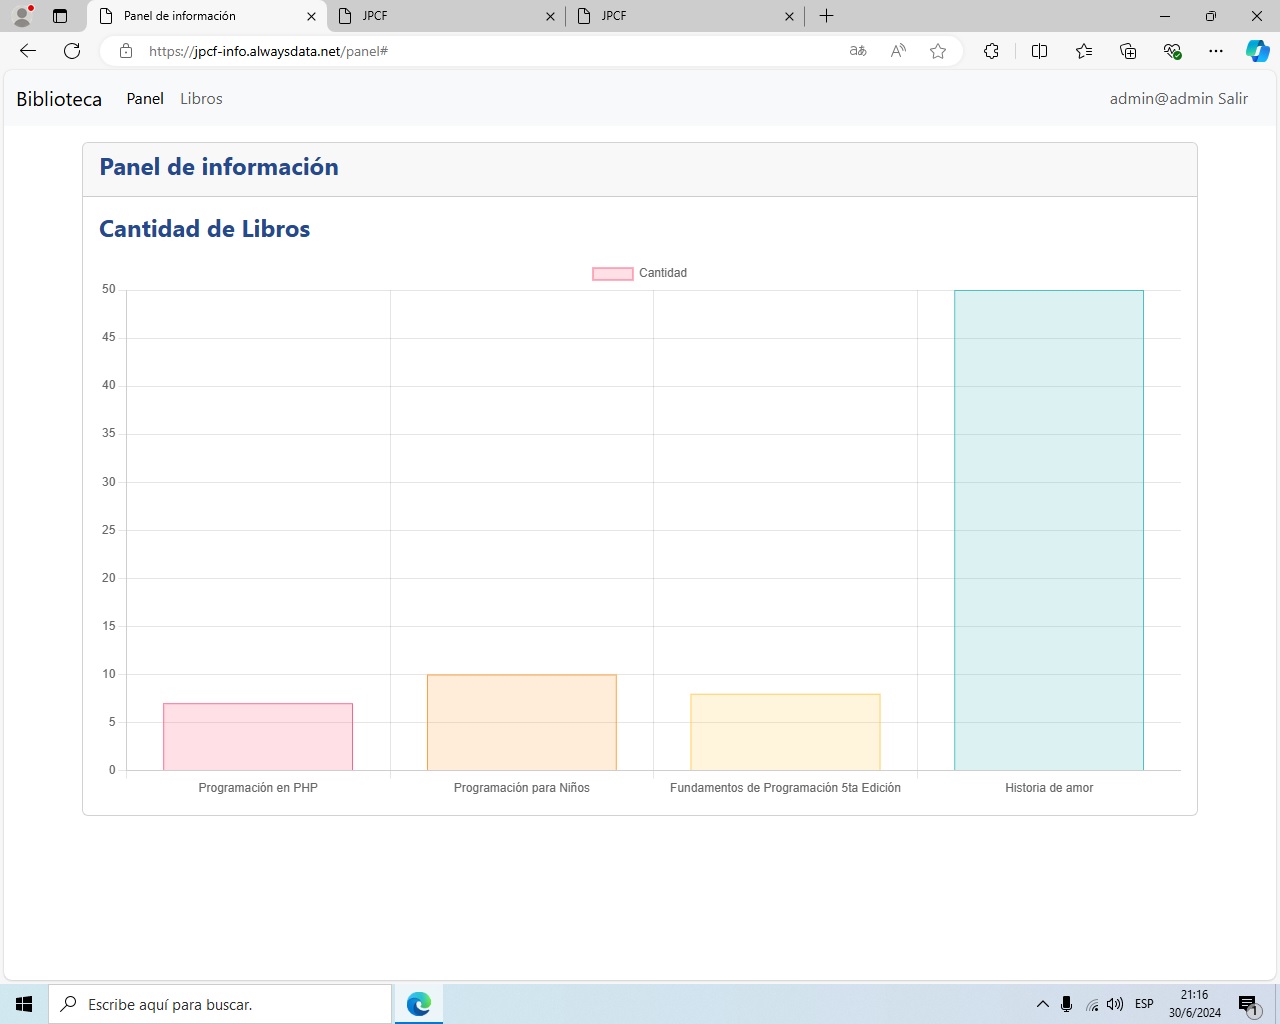 Panel de información
JPCF
JPCF
https://jpcf-info.alwaysdata.net/panel#
Biblioteca Panel Libros admin@admin Salir
Panel de información
Cantidad de Libros
Cantidad
50
45
40
35
30
25
20
15
10
5
0
Programación en PHP
Programación para Niños
Fundamentos de Programación 5ta Edición
Historia de amor
Escribe aquí para buscar.
ESP
21:16
30/6/2024
1